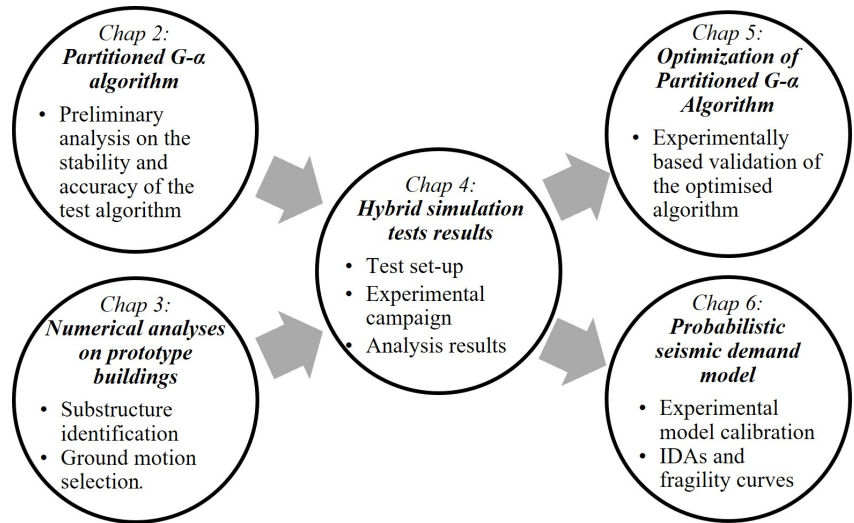 Chap 2:
Partitioned G-α
algorithm
• Preliminary
analysis on the
stability and
accuracy of the
test algorithm
Chap 3:
Numerical analyses
on prototype
buildings
• Substructure
identification
• Ground motion
selection.
Chap 4:
Hybrid simulation
tests results
• Test set-up
• Experimental
campaign
• Analysis results
Chap 5:
Optimization of
Partitioned G-α
Algorithm
• Experimentally
based validation of
the optimised
algorithm
Chap 6:
Probabilistic
seismic demand
model
• Experimental
model calibration
• IDAs and
fragility curves